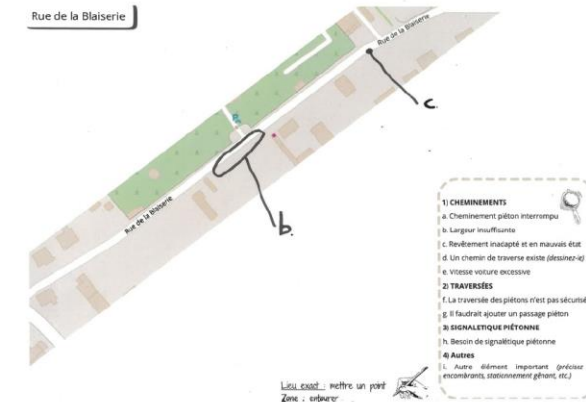 Rue de la Blaiserie
Rue de la Blaiserie
c.
Rue de la Blaiserie
b.
1) CHEMINEMENTS
a. Cheminement piéton interrompu
b. Largeur insuffisante
c. Revêtement inadapté et en mauvais état
d. Un chemin de traverse existe (dessinez-le)
e. Vitesse voiture excessive
2) TRAVERSÉES
f. La traversée des piétons n'est pas sécurisé
g. Il faudrait ajouter un passage piéton
3) SIGNALETIQUE PIÉTONNE
h. Besoin de signalétique piétonne
4) Autres
i. Autre élément important (précisez
encombrants, stationnement gênant, etc.)
Lieu exact : mettre un point
Zone : entourer